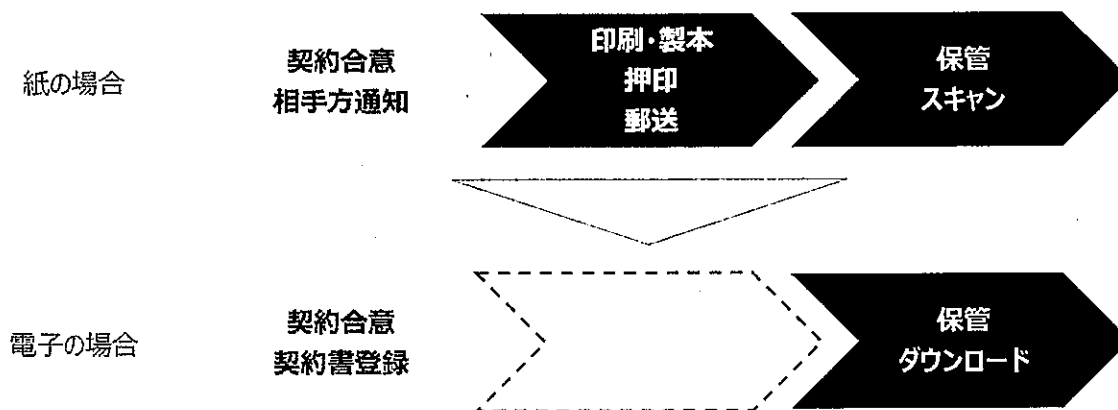 紙の場合
契約合意
相手方通知
印刷・製本
押印
郵送
保管
スキャン
電子の場合
契約合意
契約書登録
保管
ダウンロード